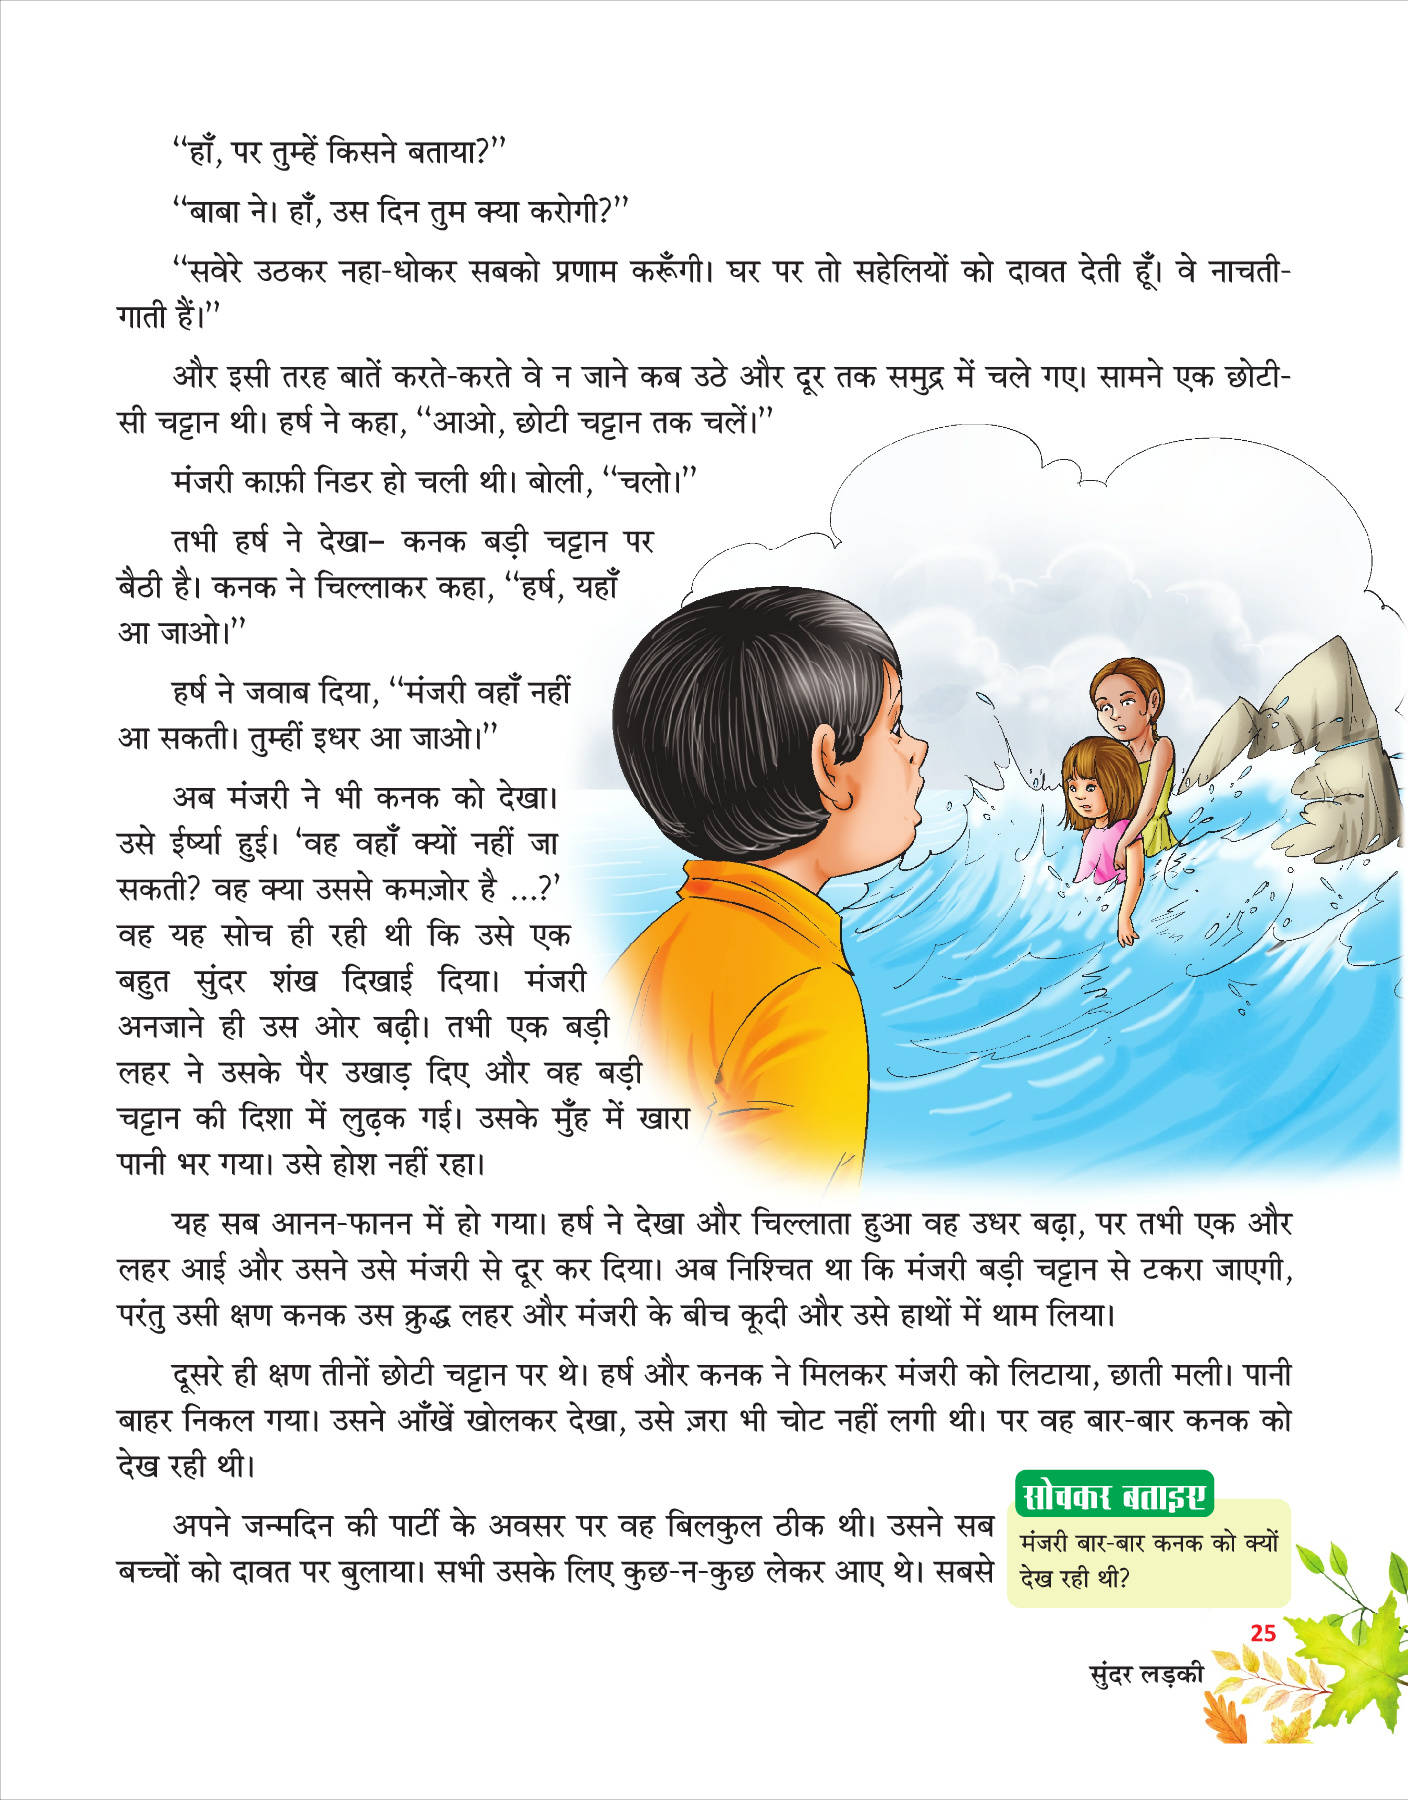 “हाँ, पर तुम्हें किसने बताया?”
“बाबा ने। हाँ, उस दिन तुम क्या करोगी?”
“सवेरे उठकर नहा-धोकर सबको प्रणाम करूँगी। घर पर तो सहेलियों को दावत देती हूँ। वे नाचती-
गाती हैं।”
और इसी तरह बातें करते-करते वे न जाने कब उठे और दूर तक समुद्र में चले गए। सामने एक छोटी-
सी चट्टान थी। हर्ष ने कहा, “आओ, छोटी चट्टान तक चलें।”
मंजरी काफ़ी निडर हो चली थी। बोली, “चलो।”
तभी हर्ष ने देखा– कनक बड़ी चट्टान पर
बैठी है। कनक ने चिल्लाकर कहा, “हर्ष, यहाँ
आ जाओ।”
हर्ष ने जवाब दिया, “मंजरी वहाँ नहीं
आ सकती। तुम्हीं इधर आ जाओ।”
अब मंजरी ने भी कनक को देखा।
उसे ईर्ष्या हुई। ‘वह वहाँ क्यों नहीं जा
सकती? वह क्या उससे कमज़ोर है ...?’
वह यह सोच ही रही थी कि उसे एक
बहुत सुंदर शंख दिखाई दिया। मंजरी
अनजाने ही उस ओर बढ़ी। तभी एक बड़ी
लहर ने उसके पैर उखाड़ दिए और वह बड़ी
चट्टान की दिशा में लुढ़क गई। उसके मुँह में खारा
पानी भर गया। उसे होश नहीं रहा।
यह सब आनन-फानन में हो गया। हर्ष ने देखा और चिल्लाता हुआ वह उधर बढ़ा, पर तभी एक और
लहर आई और उसने उसे मंजरी से दूर कर दिया। अब निश्चित था कि मंजरी बड़ी चट्टान से टकरा जाएगी,
परंतु उसी क्षण कनक उस क्रुद्ध लहर और मंजरी के बीच कूदी और उसे हाथों में थाम लिया।
दूसरे ही क्षण तीनों छोटी चट्टान पर थे। हर्ष और कनक ने मिलकर मंजरी को लिटाया, छाती मली। पानी
बाहर निकल गया। उसने आँखें खोलकर देखा, उसे ज़रा भी चोट नहीं लगी थी। पर वह बार-बार कनक को
देख रही थी।
अपने जन्मदिन की पार्टी के अवसर पर वह बिलकुल ठीक थी। उसने सब
बच्चों को दावत पर बुलाया। सभी उसके लिए कुछ-न-कुछ लेकर आए थे। सबसे
सोचकर बताइए
मंजरी बार-बार कनक को क्यों
देख रही थी?
25
सुंदर लड़की